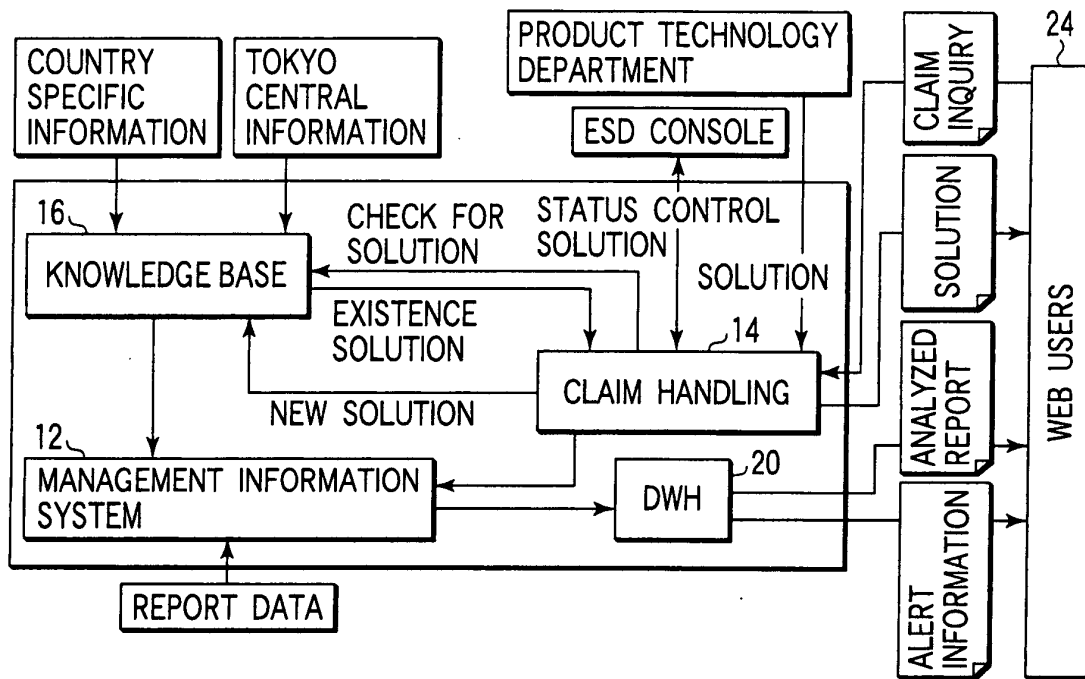 COUNTRY
SPECIFIC
INFORMATION
TOKYO
CENTRAL
INFORMATION
PRODUCT TECHNOLOGY
DEPARTMENT
ESD CONSOLE
CLAIM
INQUIRY
24
16
KNOWLEDGE BASE
CHECK FOR
SOLUTION
STATUS CONTROL
SOLUTION
SOLUTION
SOLUTION
EXISTENCE
SOLUTION
14
CLAIM HANDLING
NEW SOLUTION
ANALYZED
REPORT
WEB USERS
12
MANAGEMENT INFORMATION
SYSTEM
20
DWH
ALERT
INFORMATION
REPORT DATA